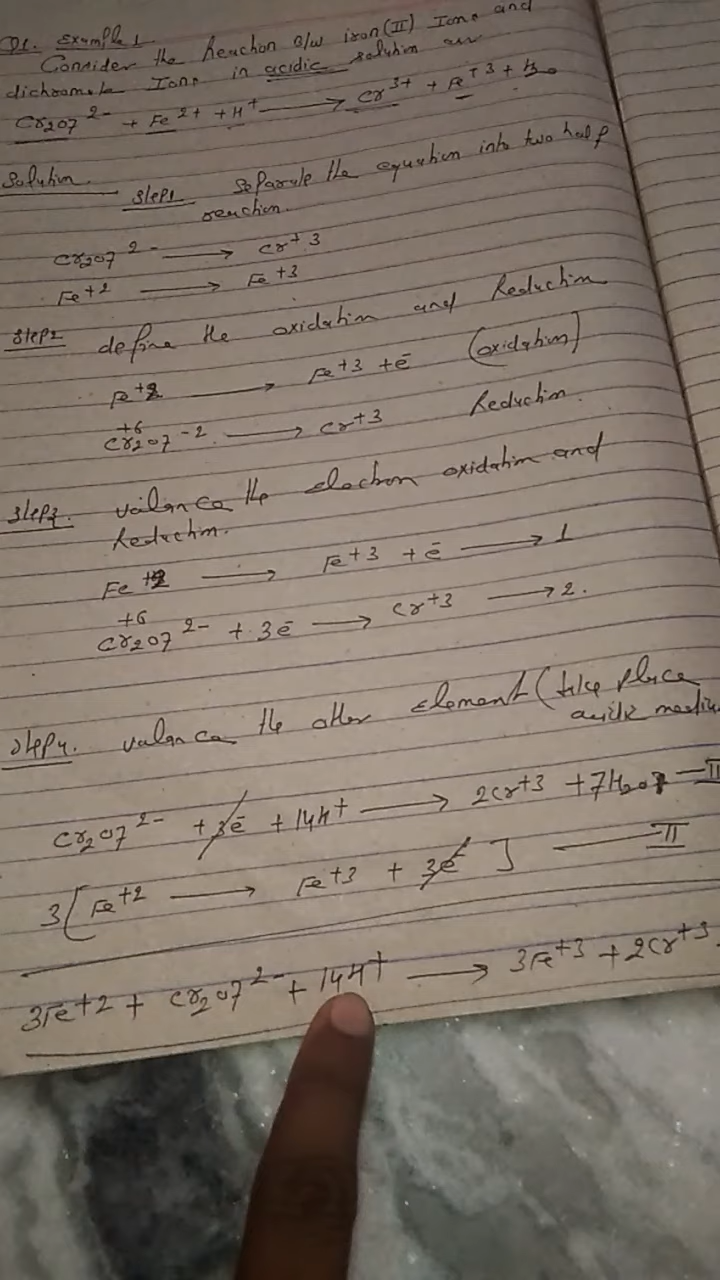 Q1. Example 1
Consider the Reaction B/w iron (II) Ions and
dichromate Ions in acidic solution as
Cr2O7 2- + Fe 2+ + H+ → Cr3+ + Fe+3 + H2O
Solution.
Step1 Separate the equation into two half
reaction.
Cr2O7 2- → Cr+3
Fe+2 → Fe+3
Step2 define the oxidation and Reduction
Fe+2 → Fe+3 + ē (oxidation)
+6
Cr2O7-2. → Cr+3 Reduction.
Step3. valance the electron oxidation and
Reduction.
Fe+2 → Fe+3 + ē → 1
+6
Cr2O7 2- + 3ē → Cr+3 → 2.
Step4. valance the other element (take place
acidic medium
Cr2O7 2- + 3ē + 14H+ → 2Cr+3 + 7H2O
3[Fe+2 → Fe+3 + 3ē] — II
3Fe+2 + Cr2O7 2- + 14H+ → 3Fe+3 + 2Cr+3